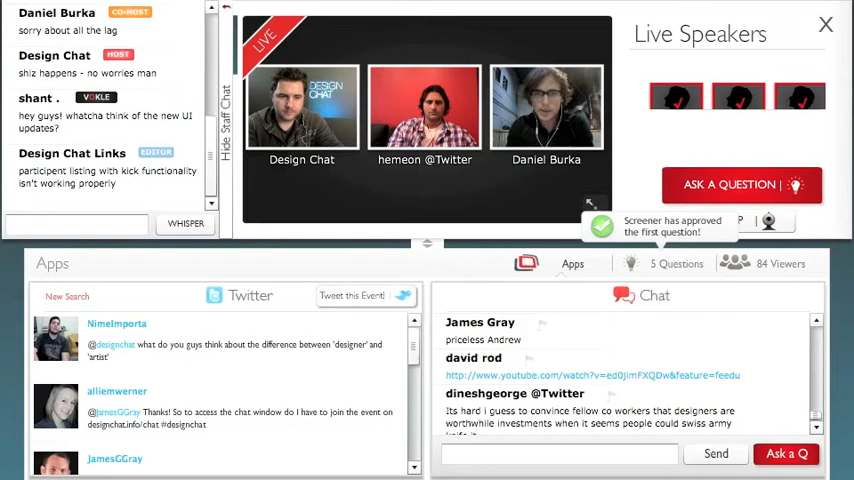 Daniel Burka CO-HOST
sorry about all the lag
Design Chat HOST
shiz happens - no worries man
shant . VOKLE
hey guys! whatcha think of the new UI
updates?
Design Chat Links EDITOR
participant listing with kick functionality
isn't working properly
WHISPER
Hide Staff Chat
LIVE
DESIGN
CHAT
Design Chat
hemeon @Twitter
Daniel Burka
Live Speakers
X
ASK A QUESTION |
P
Screener has approved
the first question!
Apps
Apps
5 Questions
84 Viewers
New Search
Twitter
Tweet this Event!
NimeImporta
@designchat what do you guys think about the difference between 'designer' and
'artist'
alliemwerner
@JamesGGray Thanks! So to access the chat window do I have to join the event on
designchat.info/chat #designchat
JamesGGray
Chat
James Gray
priceless Andrew
david rod
http://www.youtube.com/watch?v=ed0JimFXQDw&feature=feedu
dineshgeorge @Twitter
Its hard i guess to convince fellow co workers that designers are
worthwhile investments when it seems people could swiss army
knife it
Send
Ask a Q